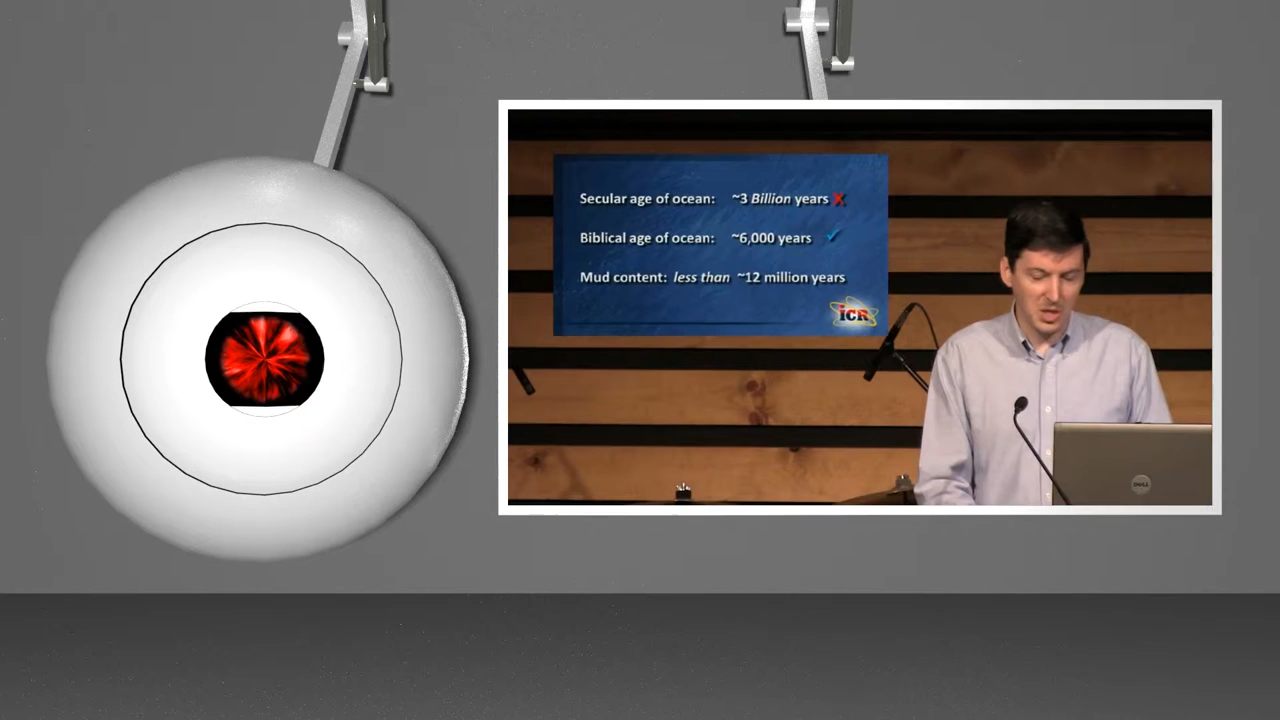 Secular age of ocean: ~3 Billion years X
Biblical age of ocean: ~6,000 years ✓
Mud content: less than ~12 million years
ICR
DELL